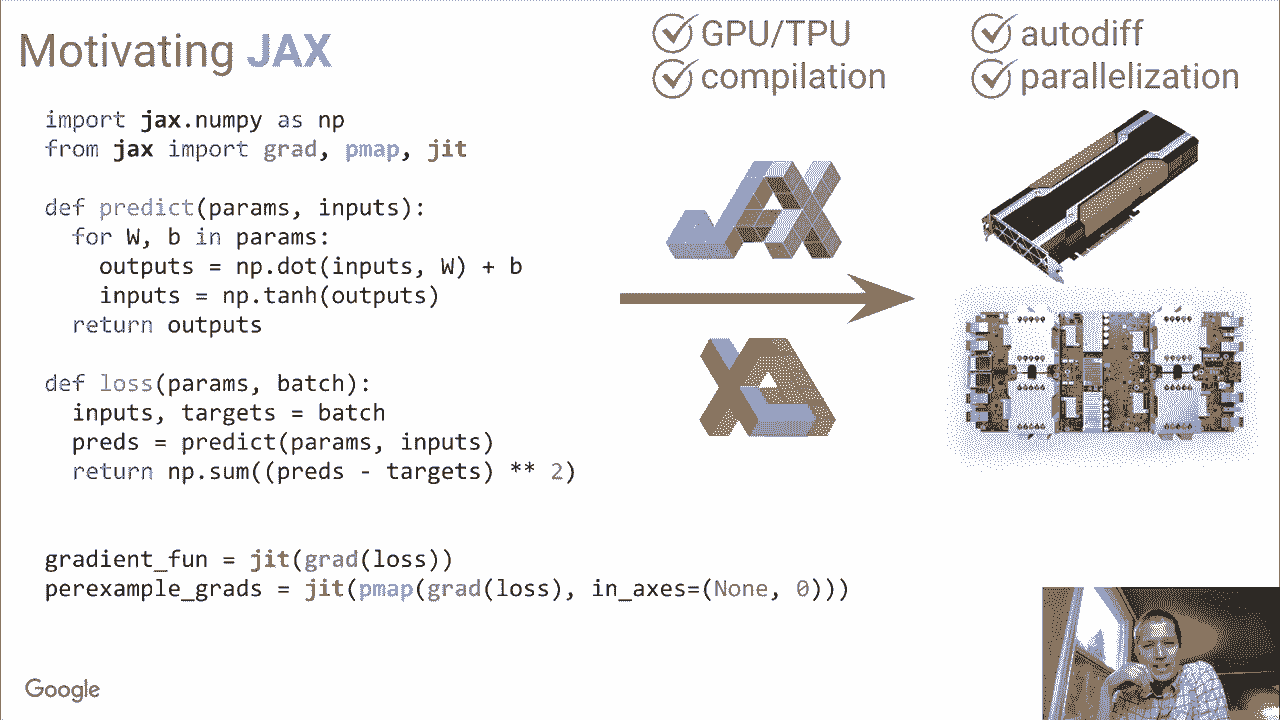 Motivating JAX
GPU/TPU
compilation
autodiff
parallelization
import jax.numpy as np
from jax import grad, pmap, jit
def predict(params, inputs):
for W, b in params:
outputs = np.dot(inputs, W) + b
inputs = np.tanh(outputs)
return outputs
def loss(params, batch):
inputs, targets = batch
preds = predict(params, inputs)
return np.sum((preds - targets) ** 2)
gradient_fun = jit(grad(loss))
perexample_grads = jit(pmap(grad(loss), in_axes=(None, 0)))
JAX
XLA
Google